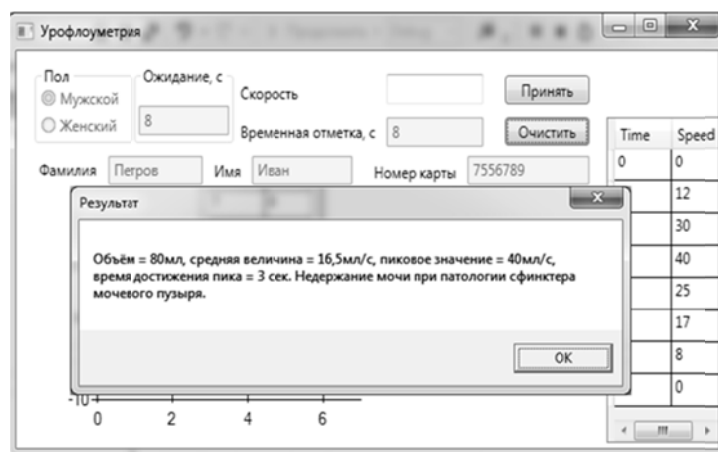 Урофлоуметрия
Пол
Ожидание, с
Мужской
Женский
8
Скорость
Принять
Временная отметка, с 8
Очистить
Фамилия Петров Имя Иван Номер карты 7556789
Time Speed
0 0
12
30
40
25
17
8
0
Результат
Объём = 80мл, средняя величина = 16,5мл/с, пиковое значение = 40мл/с,
время достижения пика = 3 сек. Недержание мочи при патологии сфинктера
мочевого пузыря.
OK
-10
0 2 4 6